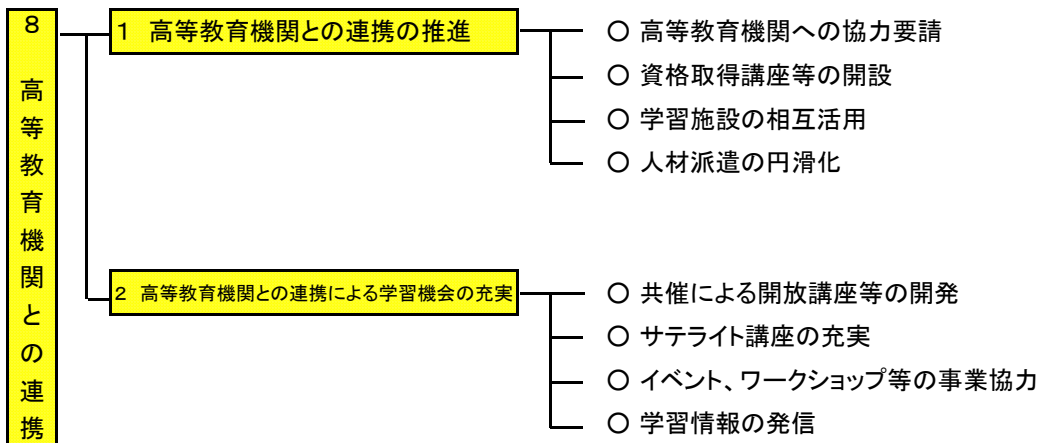 ８ 高等教育機関との連携
１ 高等教育機関との連携の推進
○ 高等教育機関への協力要請
○ 資格取得講座等の開設
○ 学習施設の相互活用
○ 人材派遣の円滑化
２ 高等教育機関との連携による学習機会の充実
○ 共催による開放講座等の開発
○ サテライト講座の充実
○ イベント、ワークショップ等の事業協力
○ 学習情報の発信